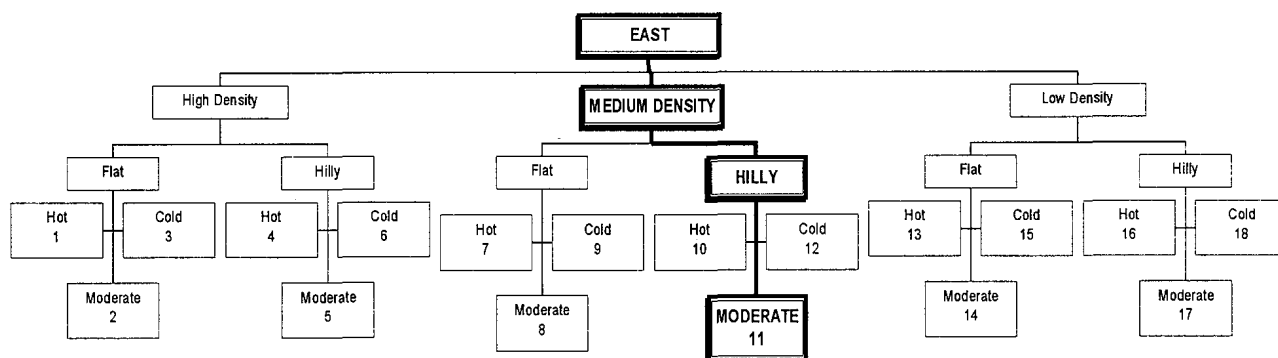 EAST
High Density
MEDIUM DENSITY
Low Density
Flat
Hilly
Flat
HILLY
Flat
Hilly
Hot
1
Cold
3
Hot
4
Cold
6
Hot
7
Cold
9
Hot
10
Cold
12
Hot
13
Cold
15
Hot
16
Cold
18
Moderate
2
Moderate
5
Moderate
8
MODERATE
11
Moderate
14
Moderate
17